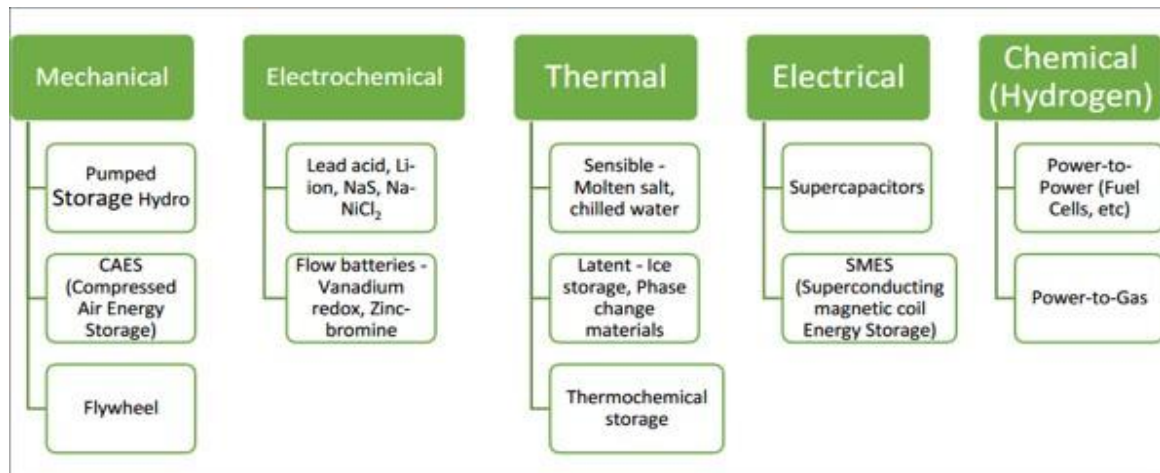 Mechanical
Pumped
Storage Hydro
CAES
(Compressed
Air Energy
Storage)
Flywheel
Electrochemical
Lead acid, Li-
ion, NaS, Na-
NiCl₂
Flow batteries -
Vanadium
redox, Zinc-
bromine
Thermal
Sensible -
Molten salt,
chilled water
Latent - Ice
storage, Phase
change
materials
Thermochemical
storage
Electrical
Supercapacitors
SMES
(Superconducting
magnetic coil
Energy Storage)
Chemical
(Hydrogen)
Power-to-
Power (Fuel
Cells, etc)
Power-to-Gas